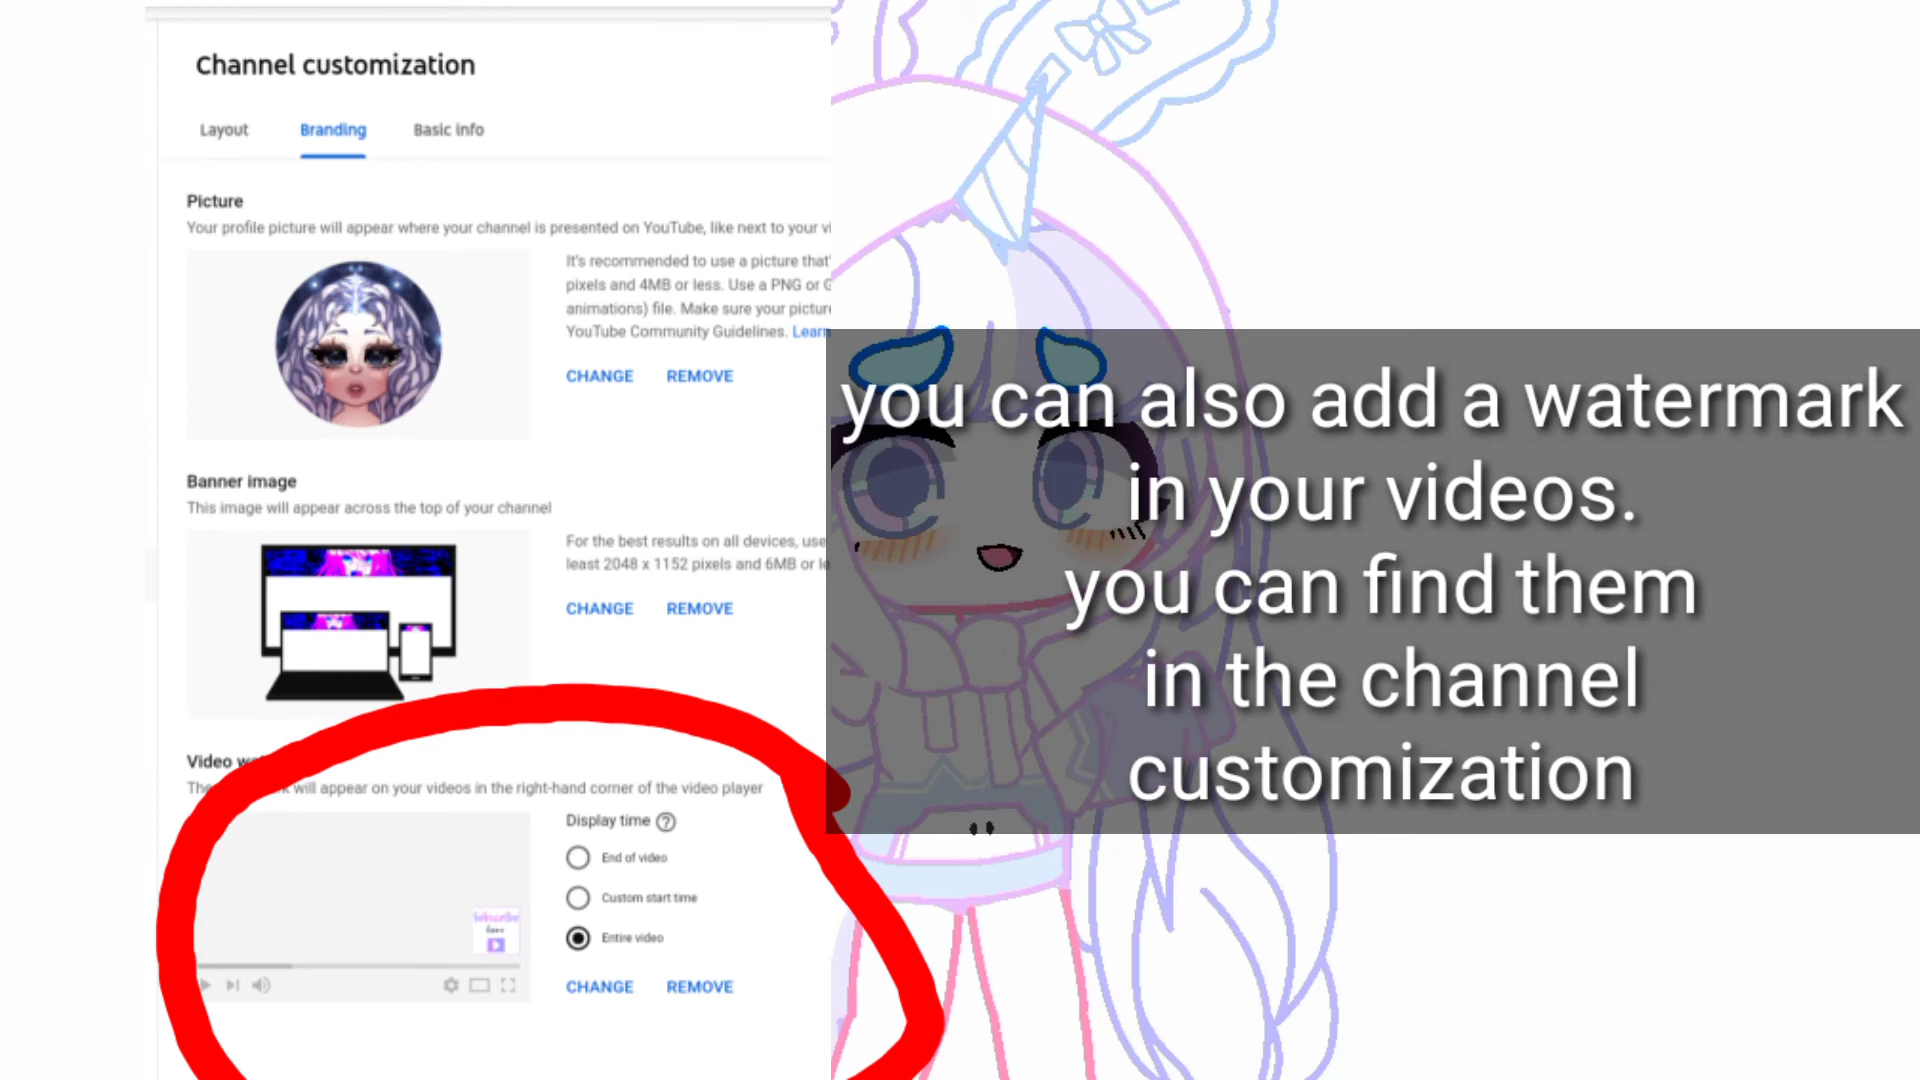 Channel customization
Layout Branding Basic info
Picture
Your profile picture will appear where your channel is presented on YouTube, like next to your vi
It's recommended to use a picture that'
pixels and 4MB or less. Use a PNG or G
animations) file. Make sure your picture
YouTube Community Guidelines. Learn
CHANGE REMOVE
Banner image
This image will appear across the top of your channel
For the best results on all devices, use
least 2048 x 1152 pixels and 6MB or le
CHANGE REMOVE
Video
will appear on your videos in the right-hand corner of the video player
Display time ?
End of video
Custom start time
Entire video
Subscribe
CHANGE REMOVE
you can also add a watermark
in your videos.
you can find them
in the channel
customization